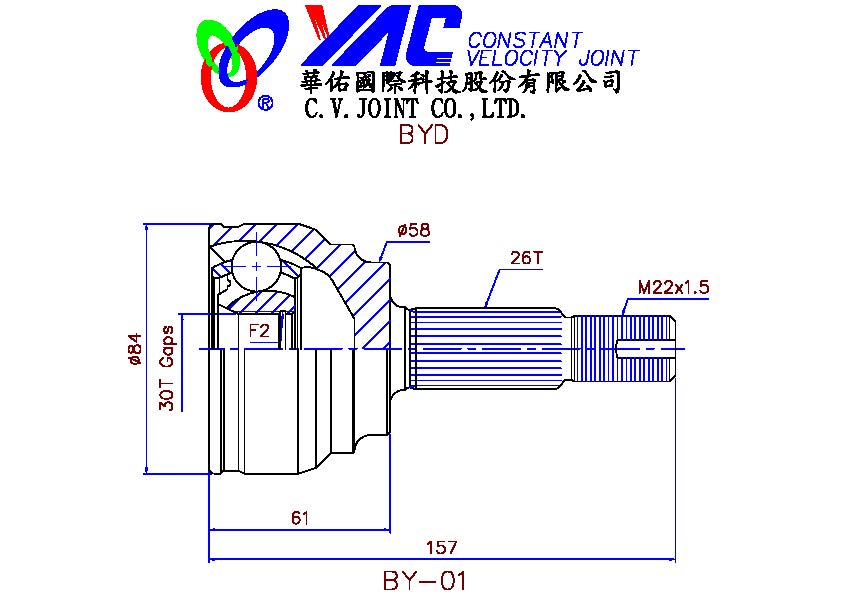 YAC CONSTANT
VELOCITY JOINT
®
華佑國際科技股份有限公司
C.V.JOINT CO.,LTD.
BYD
ø58
26T
M22x1.5
ø84
30T Gaps
F2
61
157
BY-01